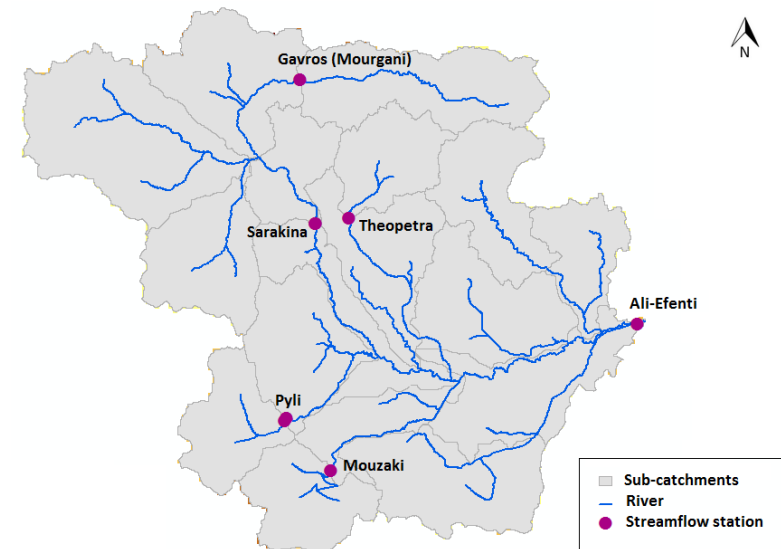 Gavros (Mourgani)
N
Sarakina
Theopetra
Ali-Efenti
Pyli
Mouzaki
Sub-catchments
River
Streamflow station